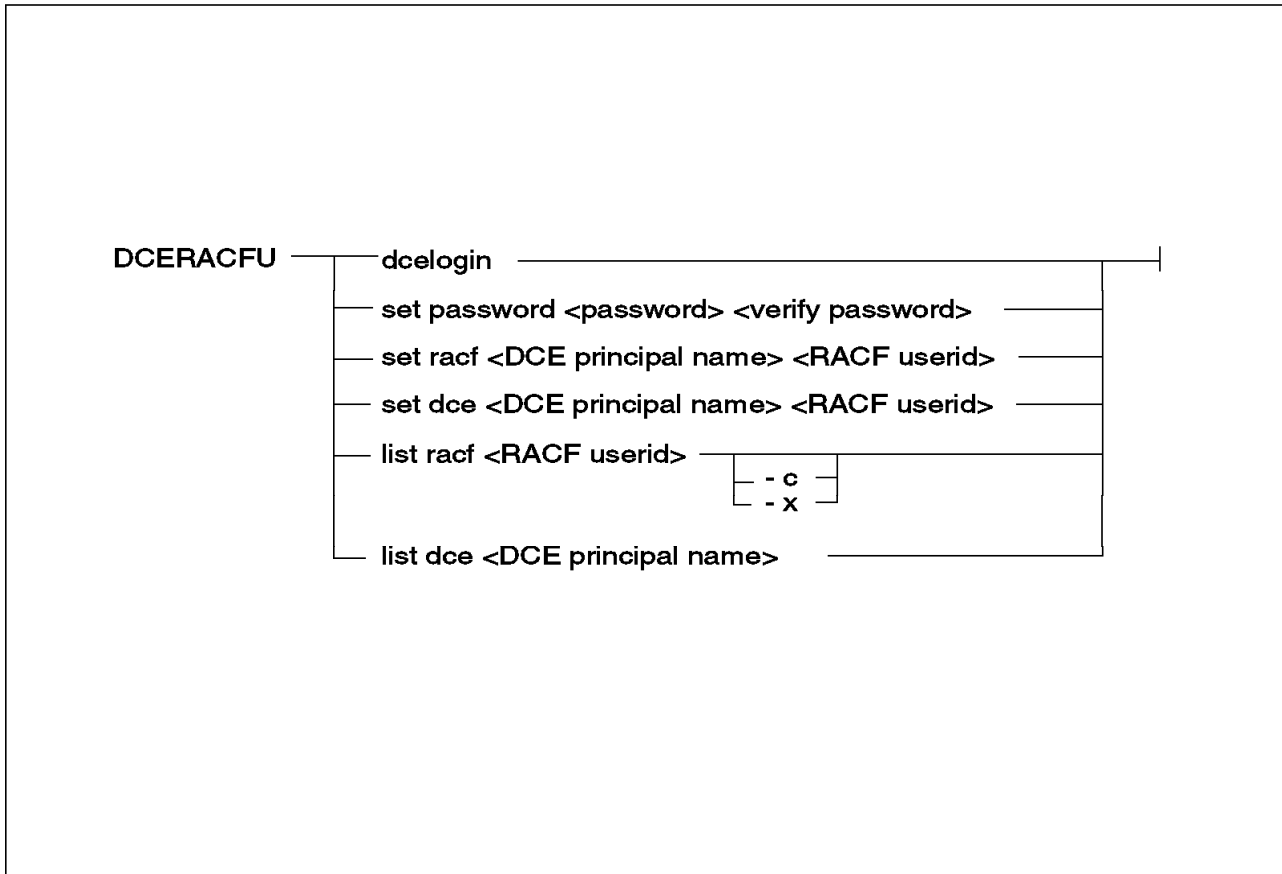 DCERACFU dcelogin
set password <password> <verify password>
set racf <DCE principal name> <RACF userid>
set dce <DCE principal name> <RACF userid>
list racf <RACF userid>
- c
- x
list dce <DCE principal name>